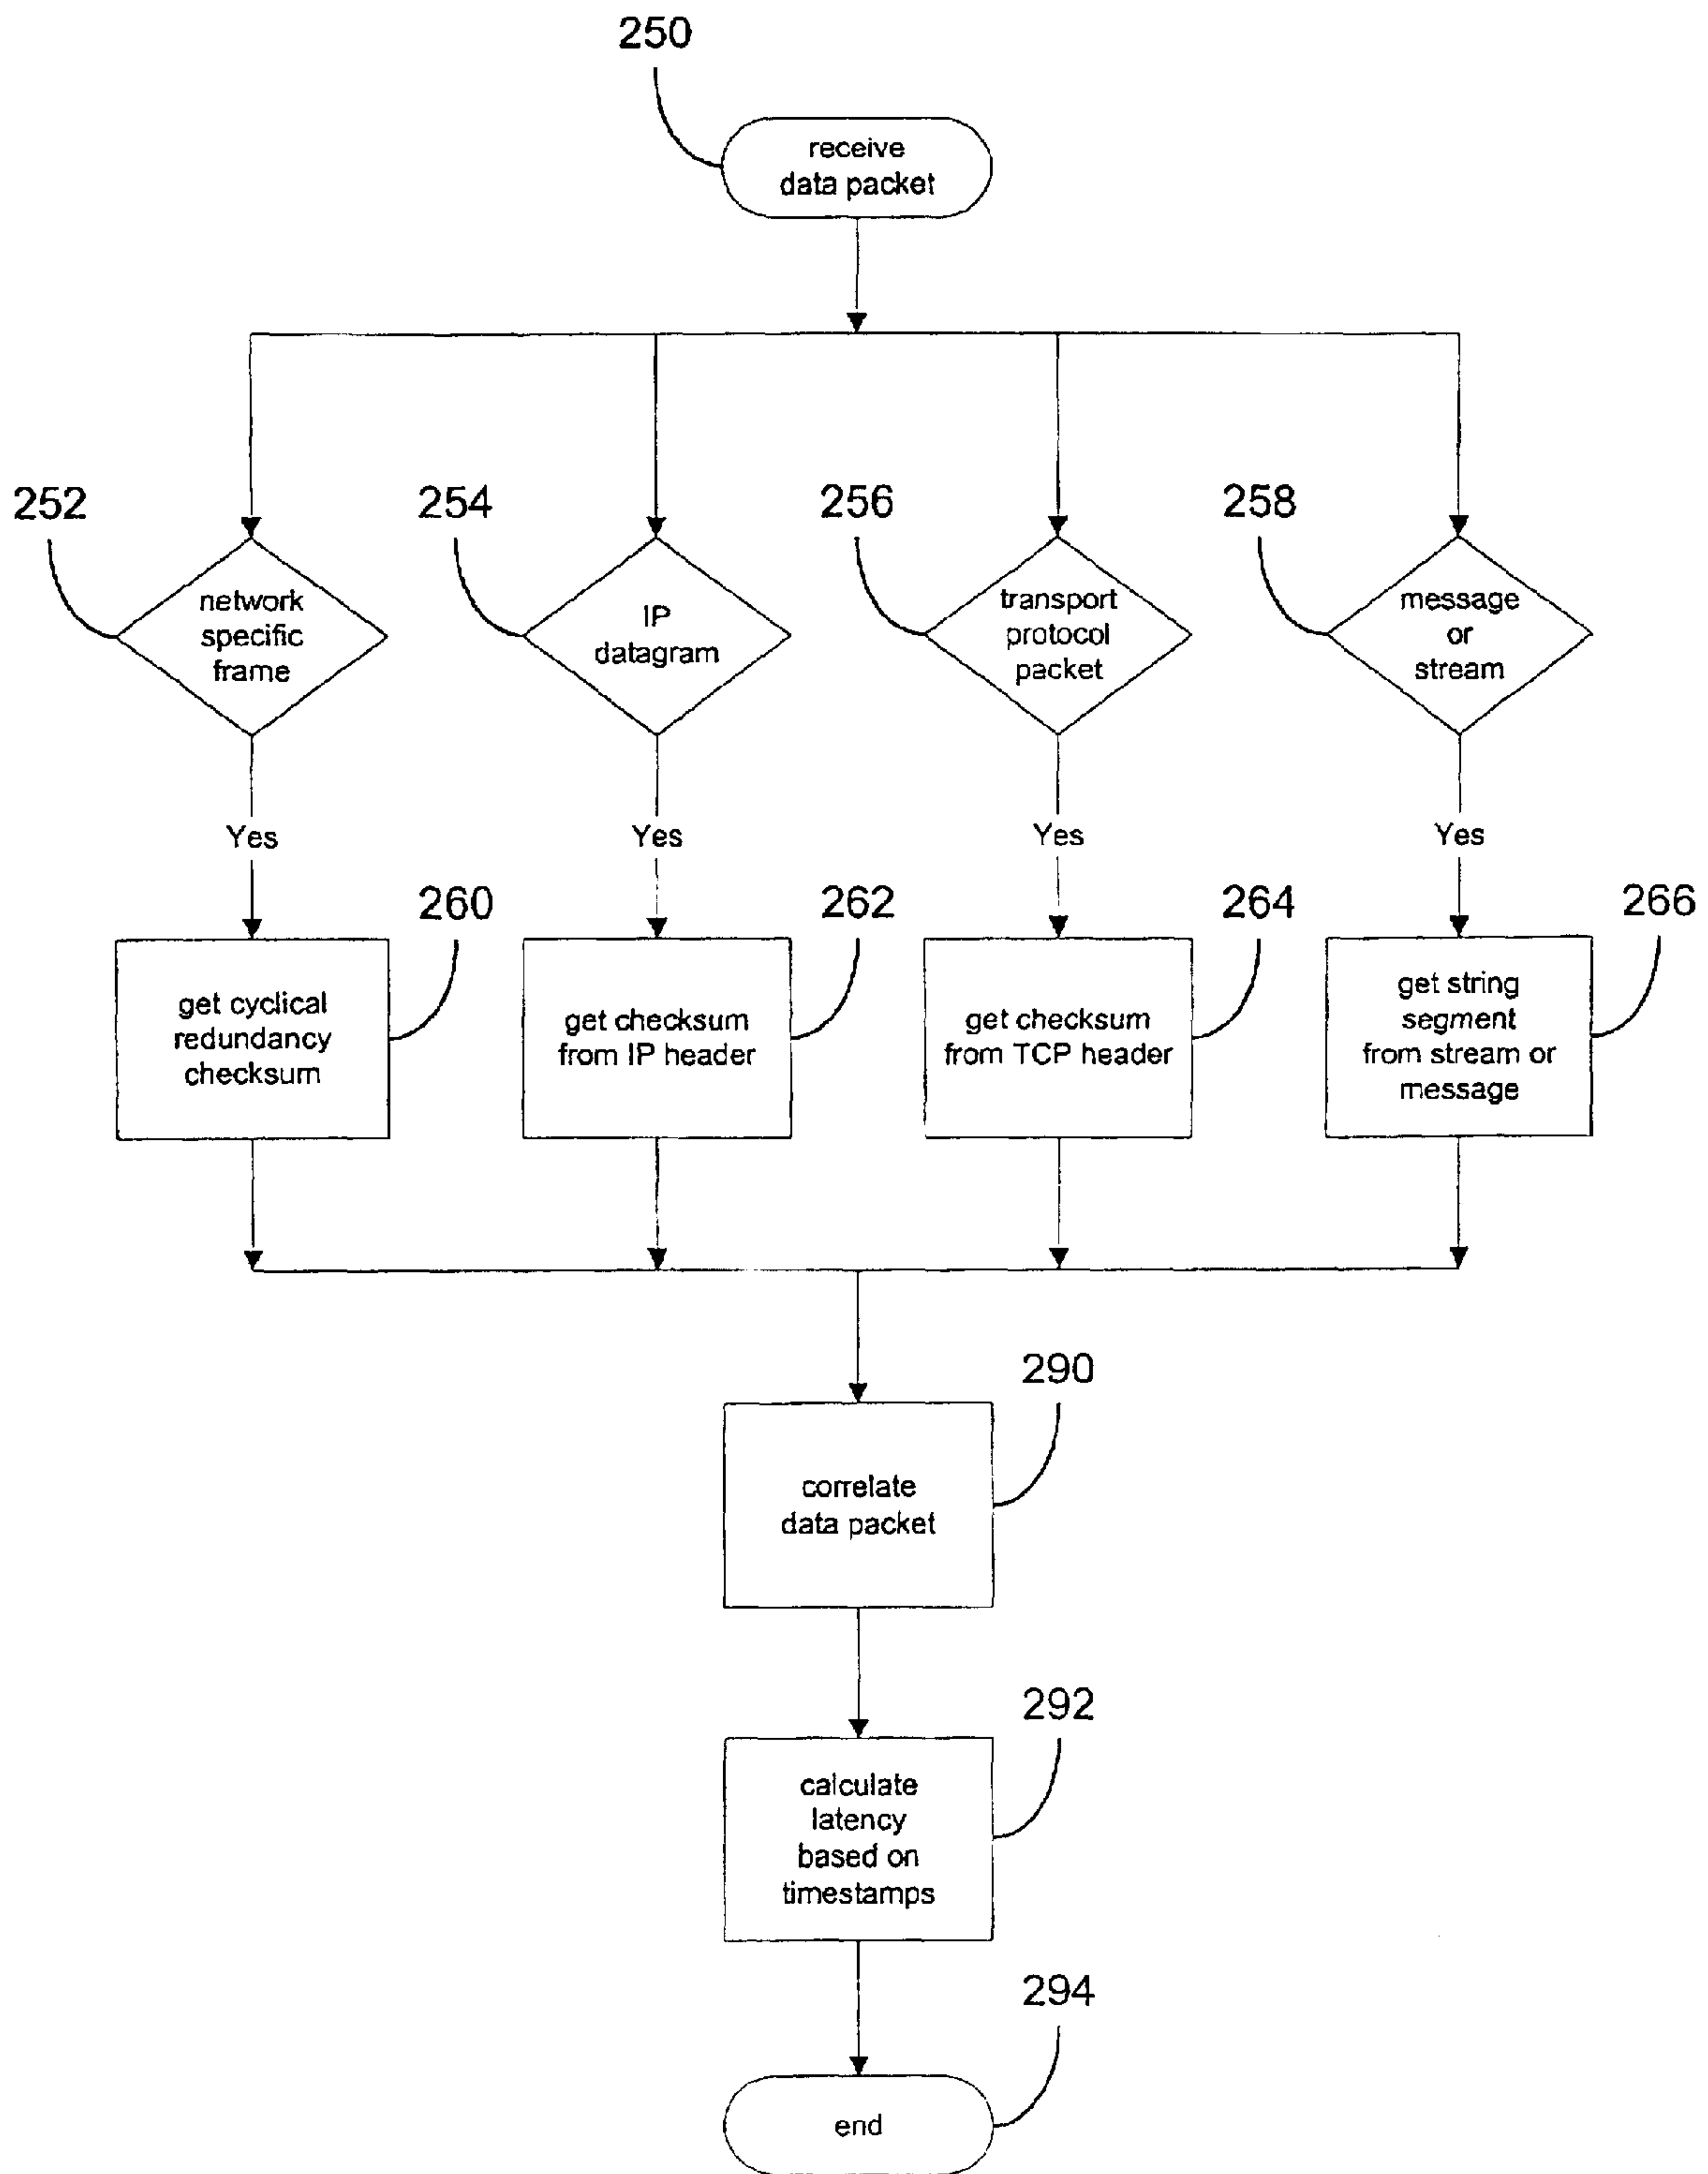 250
receive
data packet
252
254
256
258
network
specific
frame
IP
datagram
transport
protocol
packet
message
or
stream
Yes
Yes
Yes
Yes
260
262
264
266
get cyclical
redundancy
checksum
get checksum
from IP header
get checksum
from TCP header
get string
segment
from stream or
message
290
correlate
data packet
292
calculate
latency
based on
timestamps
294
end